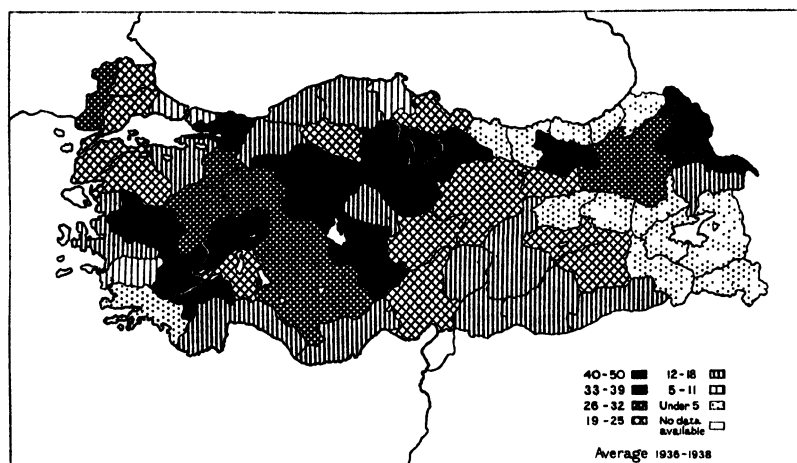 40-50 12-18
33-39 5-11
26-32 Under 5
19-25 No data
available
Average 1936-1938